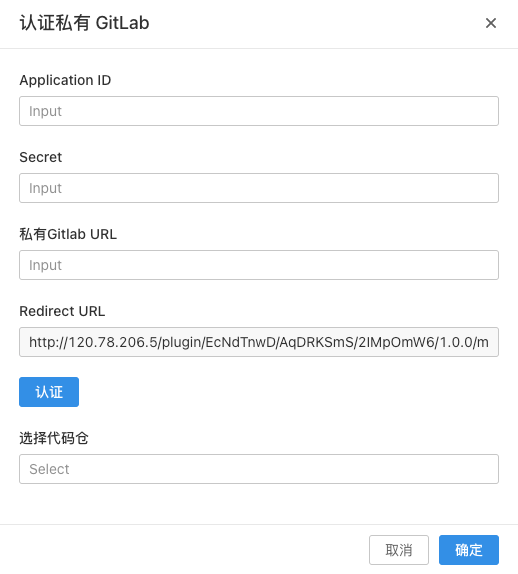 认证私有 GitLab
Application ID
Input
Secret
Input
私有Gitlab URL
Input
Redirect URL
http://120.78.206.5/plugin/EcNdTnwD/AqDRKSmS/2IMpOmW6/1.0.0/m
认证
选择代码仓
Select
取消 确定